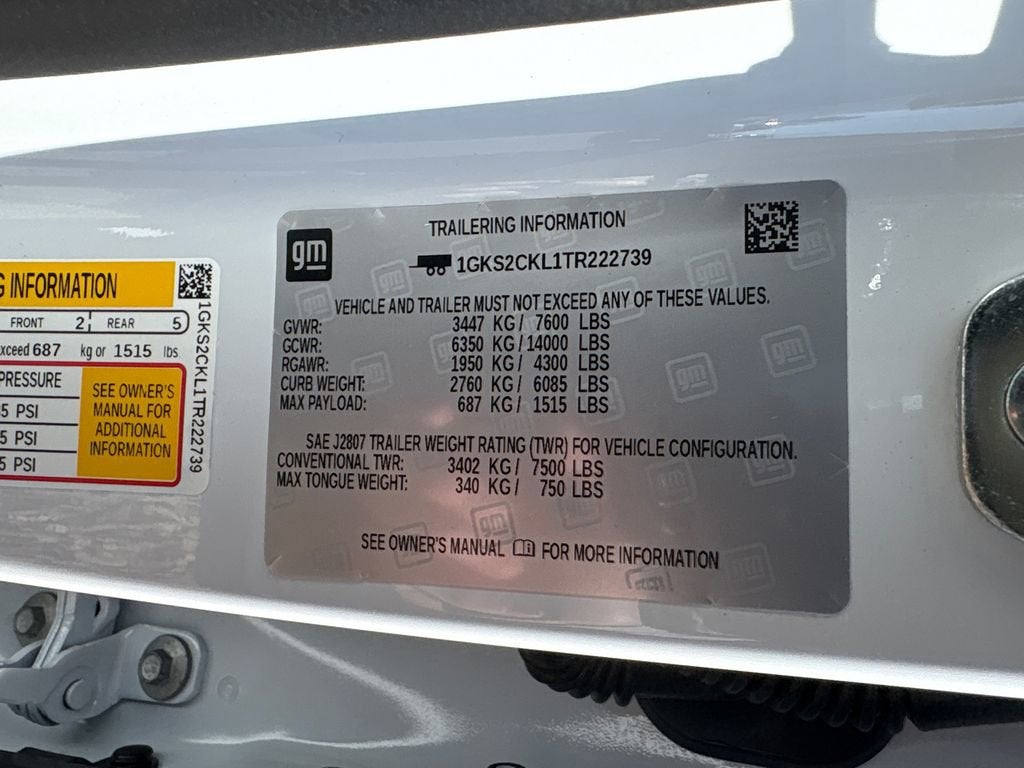 TRAILERING INFORMATION
gm
1GKS2CKL1TR222739
VEHICLE AND TRAILER MUST NOT EXCEED ANY OF THESE VALUES.
GVWR: 3447 KG/ 7600 LBS
GCWR: 6350 KG/14000 LBS
RGAWR: 1950 KG/ 4300 LBS
CURB WEIGHT: 2760 KG/ 6085 LBS
MAX PAYLOAD: 687 KG/ 1515 LBS
SAE J2807 TRAILER WEIGHT RATING (TWR) FOR VEHICLE CONFIGURATION.
CONVENTIONAL TWR: 3402 KG/ 7500 LBS
MAX TONGUE WEIGHT: 340 KG/ 750 LBS
SEE OWNER'S MANUAL FOR MORE INFORMATION
G INFORMATION
FRONT 2 REAR 5
xceed 687 kg or 1515 lbs.
PRESSURE
5 PSI
5 PSI
5 PSI
SEE OWNER'S
MANUAL FOR
ADDITIONAL
INFORMATION
1GKS2CKL1TR222739